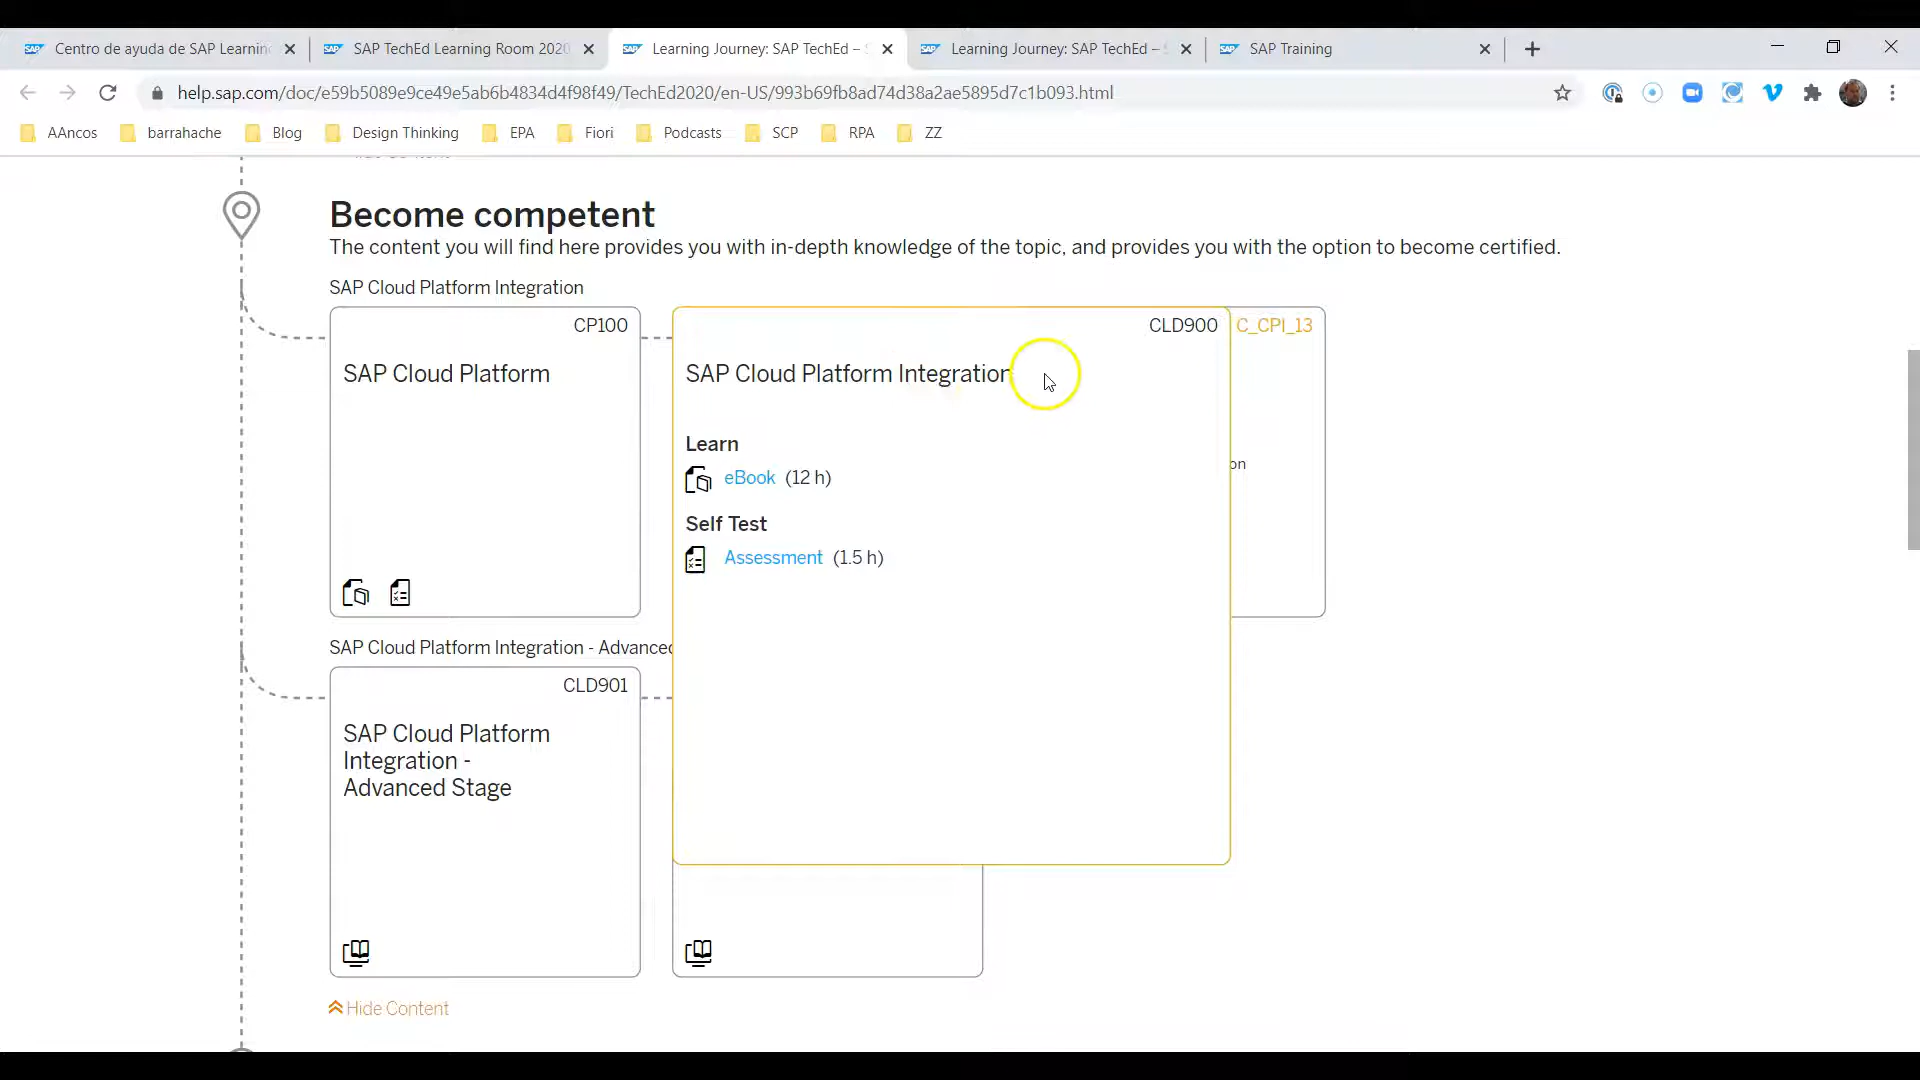 SAP Centro de ayuda de SAP Learnin
SAP SAP TechEd Learning Room 2020
SAP Learning Journey: SAP TechEd –
SAP Learning Journey: SAP TechEd –
SAP SAP Training
help.sap.com/doc/e59b5089e9ce49e5ab6b4834d4f98f49/TechEd2020/en-US/993b69fb8ad74d38a2ae5895d7c1b093.html
AAncos
barrahache
Blog
Design Thinking
EPA
Fiori
Podcasts
SCP
RPA
ZZ
Become competent
The content you will find here provides you with in-depth knowledge of the topic, and provides you with the option to become certified.
SAP Cloud Platform Integration
CP100
SAP Cloud Platform
CLD900
SAP Cloud Platform Integration
Learn
eBook (12 h)
Self Test
Assessment (1.5 h)
C_CPI_13
on
SAP Cloud Platform Integration - Advanced
CLD901
SAP Cloud Platform
Integration -
Advanced Stage
Hide Content